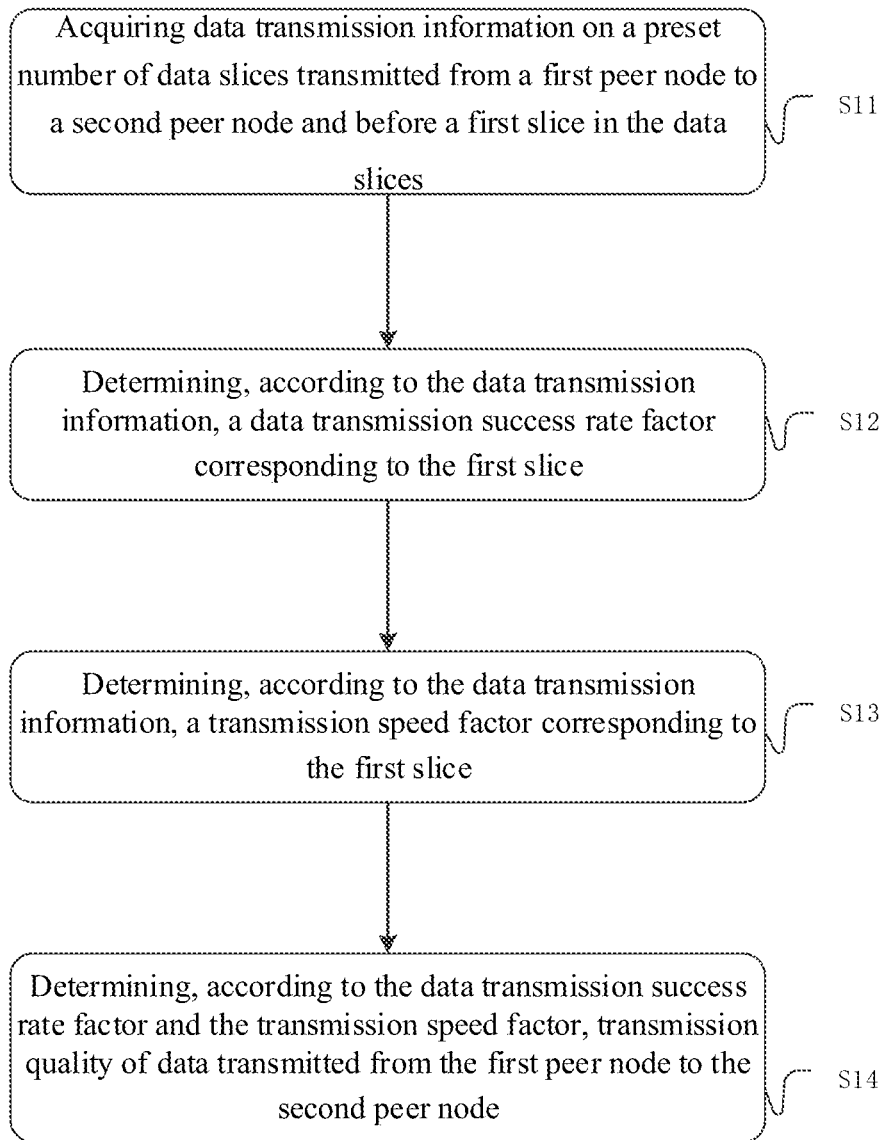 Acquiring data transmission information on a preset
number of data slices transmitted from a first peer node to
a second peer node and before a first slice in the data
slices
S11
Determining, according to the data transmission
information, a data transmission success rate factor
corresponding to the first slice
S12
Determining, according to the data transmission
information, a transmission speed factor corresponding to
the first slice
S13
Determining, according to the data transmission success
rate factor and the transmission speed factor, transmission
quality of data transmitted from the first peer node to the
second peer node
S14